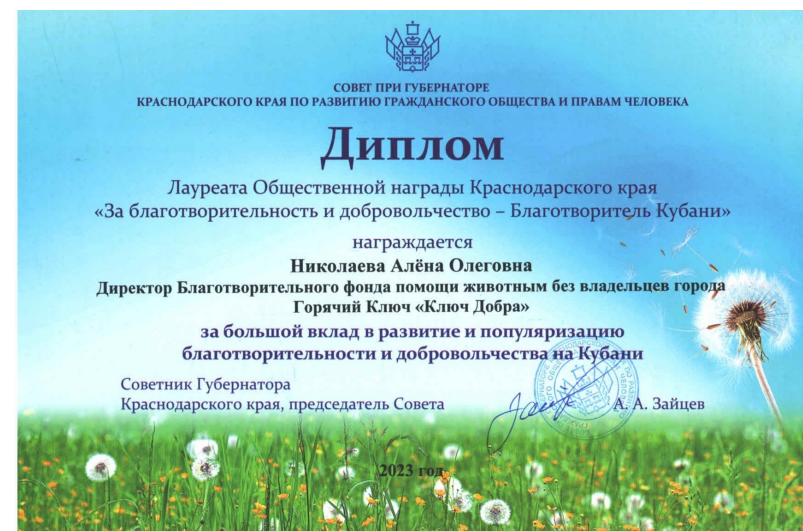 СОВЕТ ПРИ ГУБЕРНАТОРЕ
КРАСНОДАРСКОГО КРАЯ ПО РАЗВИТИЮ ГРАЖДАНСКОГО ОБЩЕСТВА И ПРАВАМ ЧЕЛОВЕКА
Диплом
Лауреата Общественной награды Краснодарского края
«За благотворительность и добровольчество – Благотворитель Кубани»
награждается
Николаева Алёна Олеговна
Директор Благотворительного фонда помощи животным без владельцев города
Горячий Ключ «Ключ Добра»
за большой вклад в развитие и популяризацию
благотворительности и добровольчества на Кубани
Советник Губернатора
Краснодарского края, председатель Совета
А. А. Зайцев
2023 год